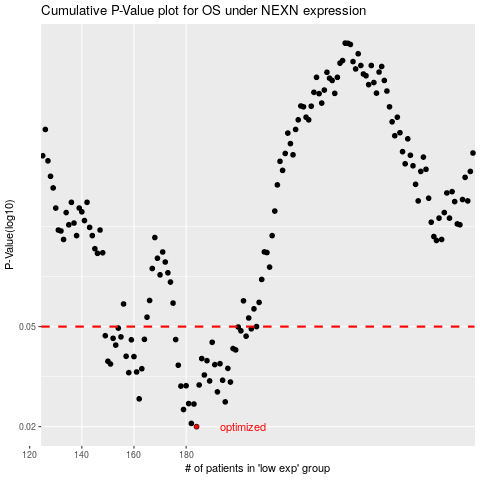 Cumulative P-Value plot for OS under NEXN expression
P-Value(log10)
0.05
0.02
optimized
120 140 160 180
# of patients in 'low exp' group